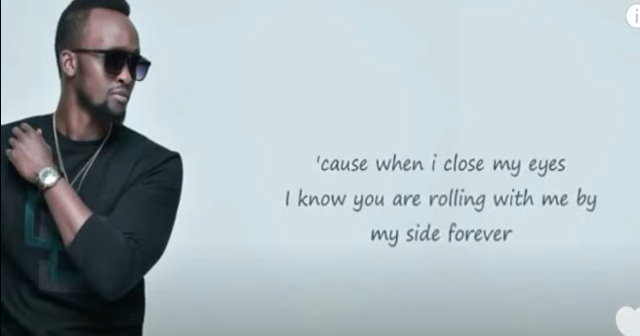 'cause when i close my eyes
I know you are rolling with me by
my side forever